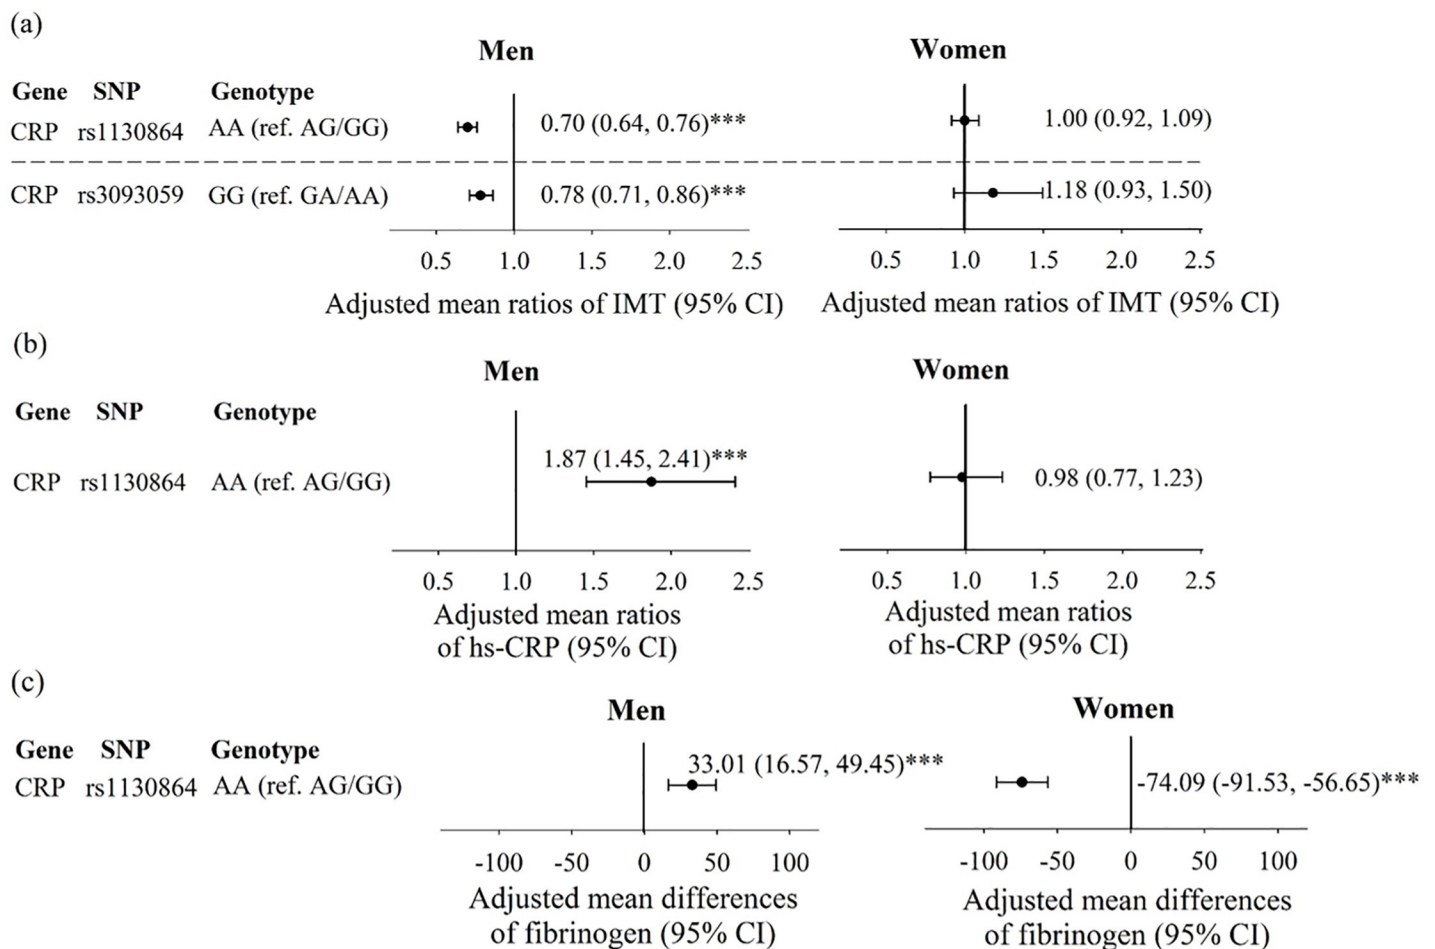 (a)
Men Women
Gene SNP Genotype
CRP rs1130864 AA (ref. AG/GG) 0.70 (0.64, 0.76)*** 1.00 (0.92, 1.09)
CRP rs3093059 GG (ref. GA/AA) 0.78 (0.71, 0.86)*** 1.18 (0.93, 1.50)
0.5 1.0 1.5 2.0 2.5 0.5 1.0 1.5 2.0 2.5
Adjusted mean ratios of IMT (95% CI) Adjusted mean ratios of IMT (95% CI)
(b)
Men Women
Gene SNP Genotype
1.87 (1.45, 2.41)***
CRP rs1130864 AA (ref. AG/GG) 0.98 (0.77, 1.23)
0.5 1.0 1.5 2.0 2.5 0.5 1.0 1.5 2.0 2.5
Adjusted mean ratios Adjusted mean ratios
of hs-CRP (95% CI) of hs-CRP (95% CI)
(c)
Men Women
Gene SNP Genotype
33.01 (16.57, 49.45)***
CRP rs1130864 AA (ref. AG/GG) -74.09 (-91.53, -56.65)***
-100 -50 0 50 100 -100 -50 0 50 100
Adjusted mean differences Adjusted mean differences
of fibrinogen (95% CI) of fibrinogen (95% CI)